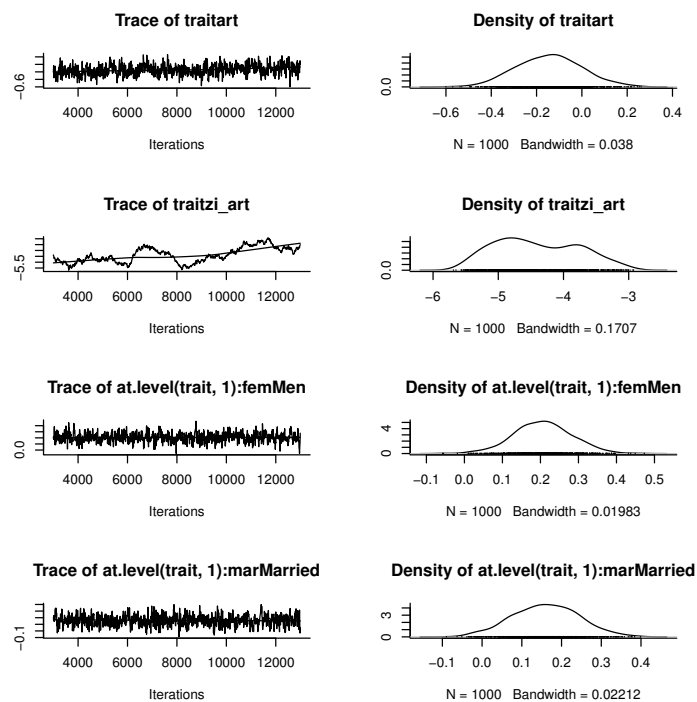 Trace of traitart
−0.6
4000 6000 8000 10000 12000
Iterations
Density of traitart
0.0
−0.6 −0.4 −0.2 0.0 0.2 0.4
N = 1000 Bandwidth = 0.038
Trace of traitzi_art
−5.5
4000 6000 8000 10000 12000
Iterations
Density of traitzi_art
0.0
−6 −5 −4 −3
N = 1000 Bandwidth = 0.1707
Trace of at.level(trait, 1):femMen
0.0
4000 6000 8000 10000 12000
Iterations
Density of at.level(trait, 1):femMen
0 4
−0.1 0.0 0.1 0.2 0.3 0.4 0.5
N = 1000 Bandwidth = 0.01983
Trace of at.level(trait, 1):marMarried
−0.1
4000 6000 8000 10000 12000
Iterations
Density of at.level(trait, 1):marMarried
0 3
−0.1 0.0 0.1 0.2 0.3 0.4
N = 1000 Bandwidth = 0.02212